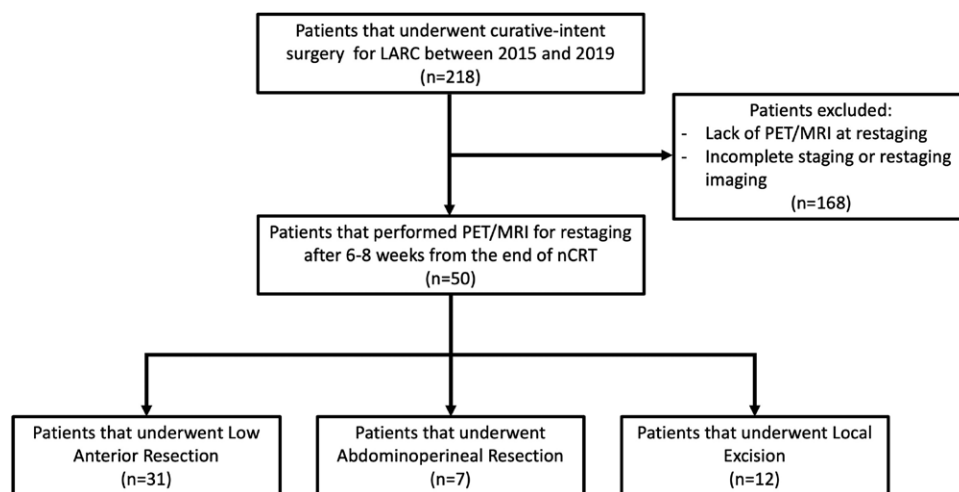 Patients that underwent curative-intent
surgery for LARC between 2015 and 2019
(n=218)
Patients excluded:
- Lack of PET/MRI at restaging
- Incomplete staging or restaging
imaging
(n=168)
Patients that performed PET/MRI for restaging
after 6-8 weeks from the end of nCRT
(n=50)
Patients that underwent Low
Anterior Resection
(n=31)
Patients that underwent
Abdominoperineal Resection
(n=7)
Patients that underwent Local
Excision
(n=12)